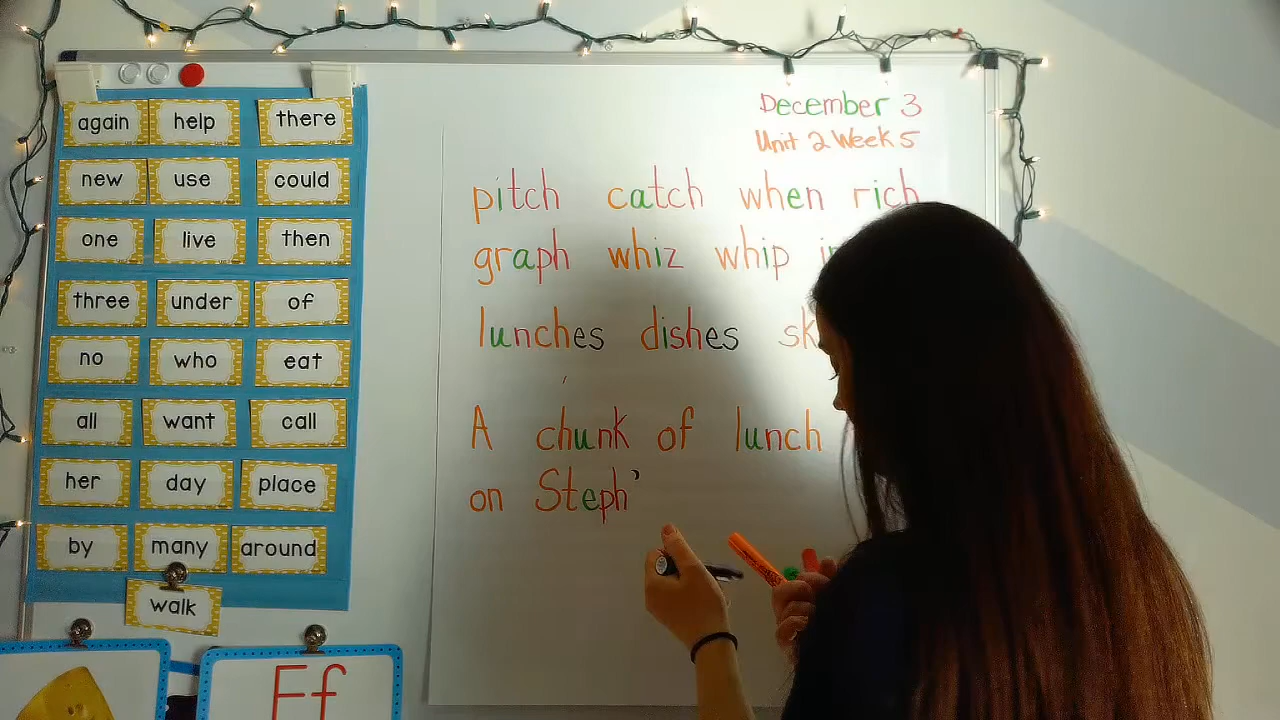 again help there
new use could
one live then
three under of
no who eat
all want call
her day place
by many around
walk
Ff
December 3
Unit 2 Week 5
pitch catch when rich
graph whiz whip
lunches dishes
A chunk of lunch
on Steph'